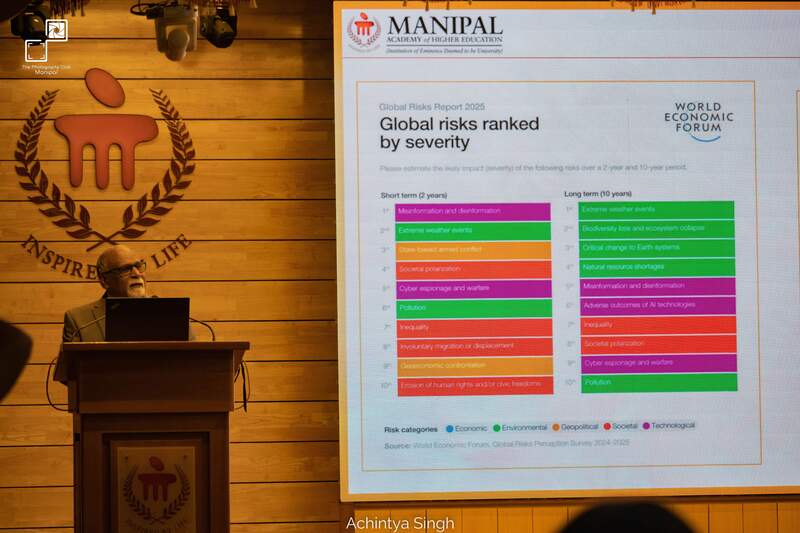 The Photography Club
Manipal
INSPIRED BY LIFE
MANIPAL
ACADEMY of HIGHER EDUCATION
(Institution of Eminence Deemed to be University)
Global Risks Report 2025
Global risks ranked
by severity
WORLD
ECONOMIC
FORUM
Please estimate the likely impact (severity) of the following risks over a 2-year and 10-year period.
Short term (2 years)
1st Misinformation and disinformation
2nd Extreme weather events
3rd State-based armed conflict
4th Societal polarization
5th Cyber espionage and warfare
6th Pollution
7th Inequality
8th Involuntary migration or displacement
9th Geoeconomic confrontation
10th Erosion of human rights and/or civic freedoms
Long term (10 years)
1st Extreme weather events
2nd Biodiversity loss and ecosystem collapse
3rd Critical change to Earth systems
4th Natural resource shortages
5th Misinformation and disinformation
6th Adverse outcomes of AI technologies
7th Inequality
8th Societal polarization
9th Cyber espionage and warfare
10th Pollution
Risk categories Economic Environmental Geopolitical Societal Technological
Source: World Economic Forum, Global Risks Perception Survey 2024-2025
INSPIRED BY LIFE
Achintya Singh